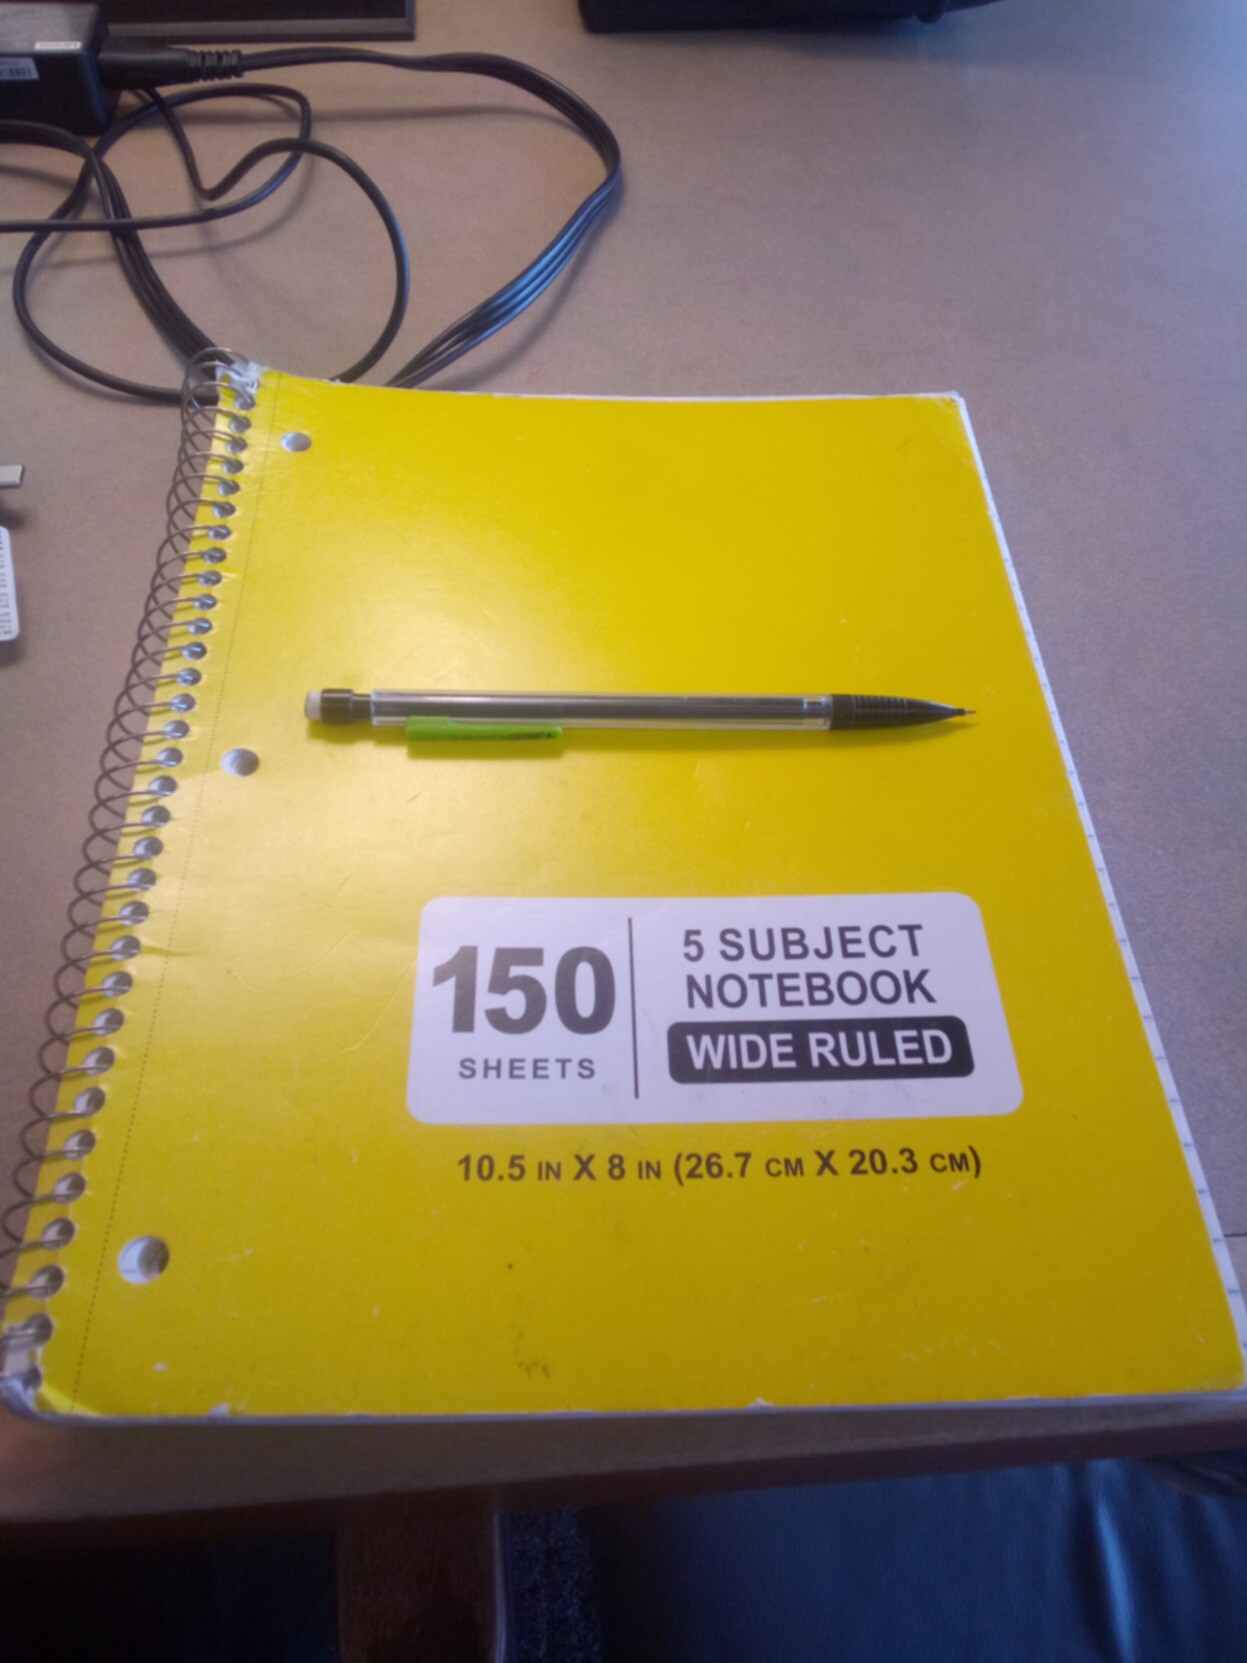 150
SHEETS
5 SUBJECT
NOTEBOOK
WIDE RULED
10.5 IN X 8 IN (26.7 CM X 20.3 CM)